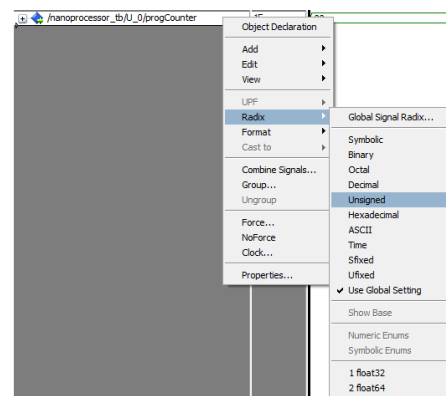 /nanoprocessor_tb/U_0/progCounter
Object Declaration
Add
Edit
View
UPF
Radix
Format
Cast to
Combine Signals...
Group...
Ungroup
Force...
NoForce
Clock...
Properties...
Global Signal Radix...
Symbolic
Binary
Octal
Decimal
Unsigned
Hexadecimal
ASCII
Time
Sfixed
Ufixed
Use Global Setting
Show Base
Numeric Enums
Symbolic Enums
1 float32
2 float64